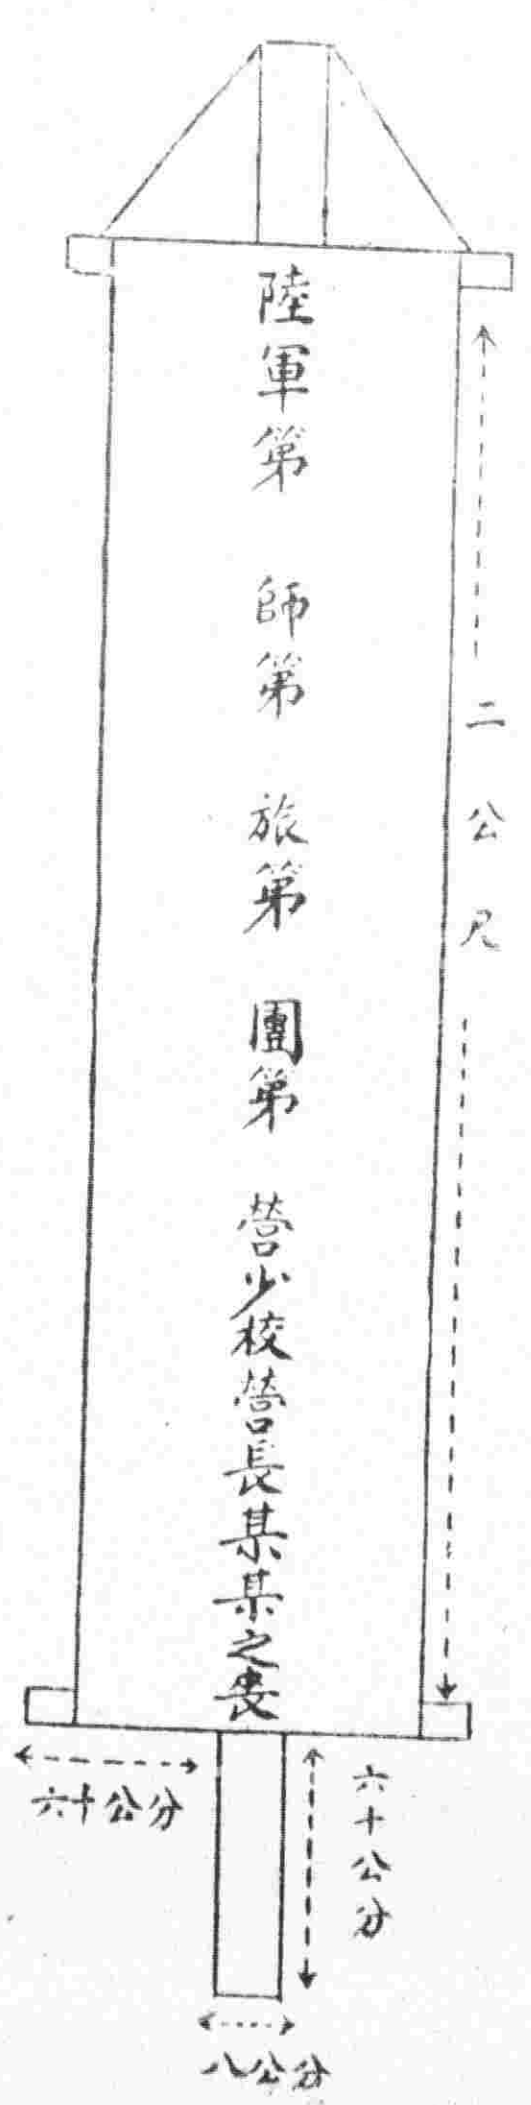 陸軍第　師第　旅第　團第　營少校營長某某之喪
二公尺
六十公分
六十公分
八公分